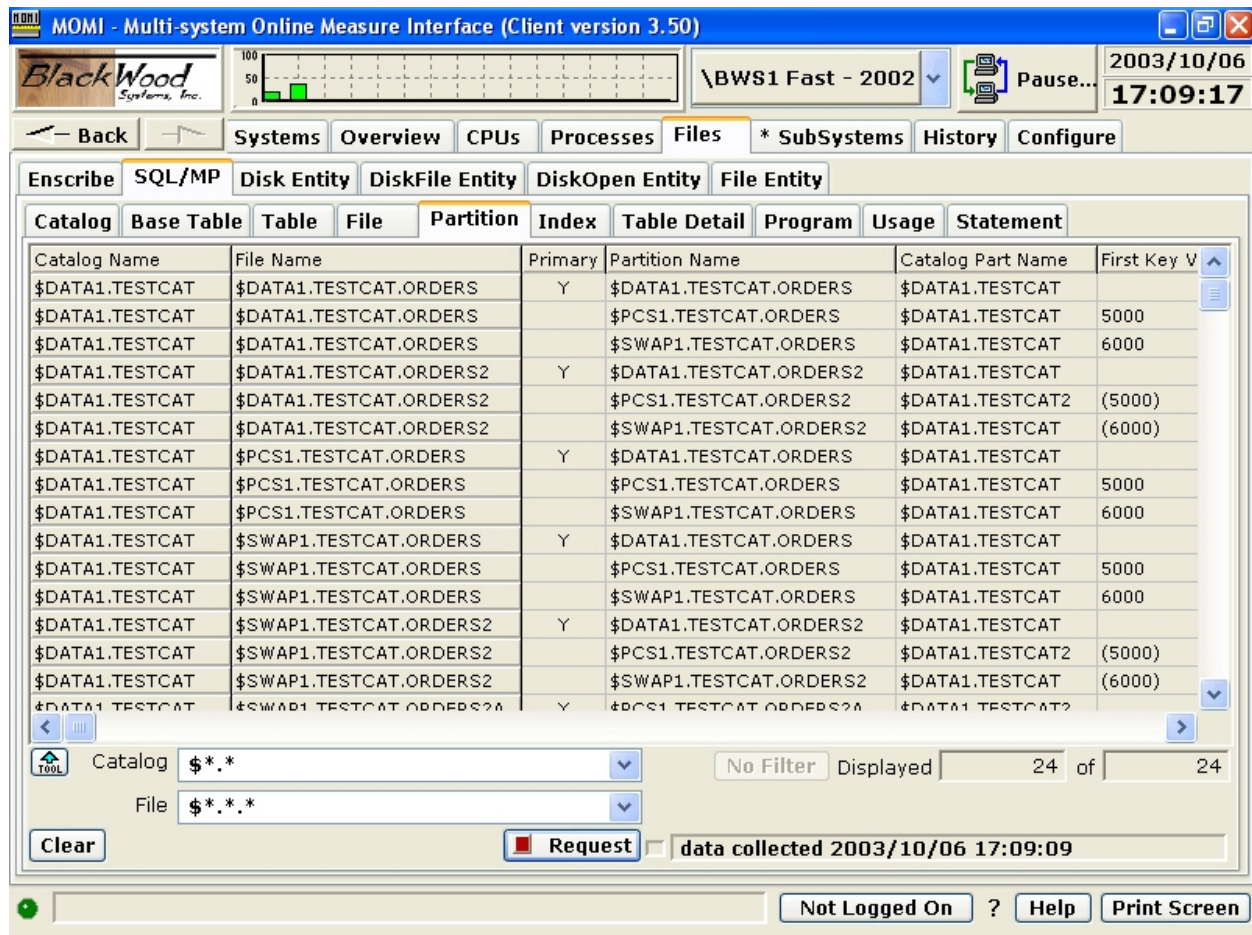 MOMI MOMI - Multi-system Online Measure Interface (Client version 3.50)
BlackWood Systems, Inc.
100
50
0
\BWS1 Fast - 2002
Pause...
2003/10/06
17:09:17
Back Systems Overview CPUs Processes Files * SubSystems History Configure
Enscribe SQL/MP Disk Entity DiskFile Entity DiskOpen Entity File Entity
Catalog Base Table Table File Partition Index Table Detail Program Usage Statement
Catalog Name File Name Primary Partition Name Catalog Part Name First Key V
$DATA1.TESTCAT $DATA1.TESTCAT.ORDERS Y $DATA1.TESTCAT.ORDERS $DATA1.TESTCAT
$DATA1.TESTCAT $DATA1.TESTCAT.ORDERS $PCS1.TESTCAT.ORDERS $DATA1.TESTCAT 5000
$DATA1.TESTCAT $DATA1.TESTCAT.ORDERS $SWAP1.TESTCAT.ORDERS $DATA1.TESTCAT 6000
$DATA1.TESTCAT $DATA1.TESTCAT.ORDERS2 Y $DATA1.TESTCAT.ORDERS2 $DATA1.TESTCAT
$DATA1.TESTCAT $DATA1.TESTCAT.ORDERS2 $PCS1.TESTCAT.ORDERS2 $DATA1.TESTCAT2 (5000)
$DATA1.TESTCAT $DATA1.TESTCAT.ORDERS2 $SWAP1.TESTCAT.ORDERS2 $DATA1.TESTCAT (6000)
$DATA1.TESTCAT $PCS1.TESTCAT.ORDERS Y $DATA1.TESTCAT.ORDERS $DATA1.TESTCAT
$DATA1.TESTCAT $PCS1.TESTCAT.ORDERS $PCS1.TESTCAT.ORDERS $DATA1.TESTCAT 5000
$DATA1.TESTCAT $PCS1.TESTCAT.ORDERS $SWAP1.TESTCAT.ORDERS $DATA1.TESTCAT 6000
$DATA1.TESTCAT $SWAP1.TESTCAT.ORDERS Y $DATA1.TESTCAT.ORDERS $DATA1.TESTCAT
$DATA1.TESTCAT $SWAP1.TESTCAT.ORDERS $PCS1.TESTCAT.ORDERS $DATA1.TESTCAT 5000
$DATA1.TESTCAT $SWAP1.TESTCAT.ORDERS $SWAP1.TESTCAT.ORDERS $DATA1.TESTCAT 6000
$DATA1.TESTCAT $SWAP1.TESTCAT.ORDERS2 Y $DATA1.TESTCAT.ORDERS2 $DATA1.TESTCAT
$DATA1.TESTCAT $SWAP1.TESTCAT.ORDERS2 $PCS1.TESTCAT.ORDERS2 $DATA1.TESTCAT2 (5000)
$DATA1.TESTCAT $SWAP1.TESTCAT.ORDERS2 $SWAP1.TESTCAT.ORDERS2 $DATA1.TESTCAT (6000)
$DATA1.TESTCAT $SWAP1.TESTCAT.ORDERS2A Y $PCS1.TESTCAT.ORDERS2A $DATA1.TESTCAT2
TOOL Catalog $*.* No Filter Displayed 24 of 24
File $*.*.*
Clear Request data collected 2003/10/06 17:09:09
Not Logged On ? Help Print Screen